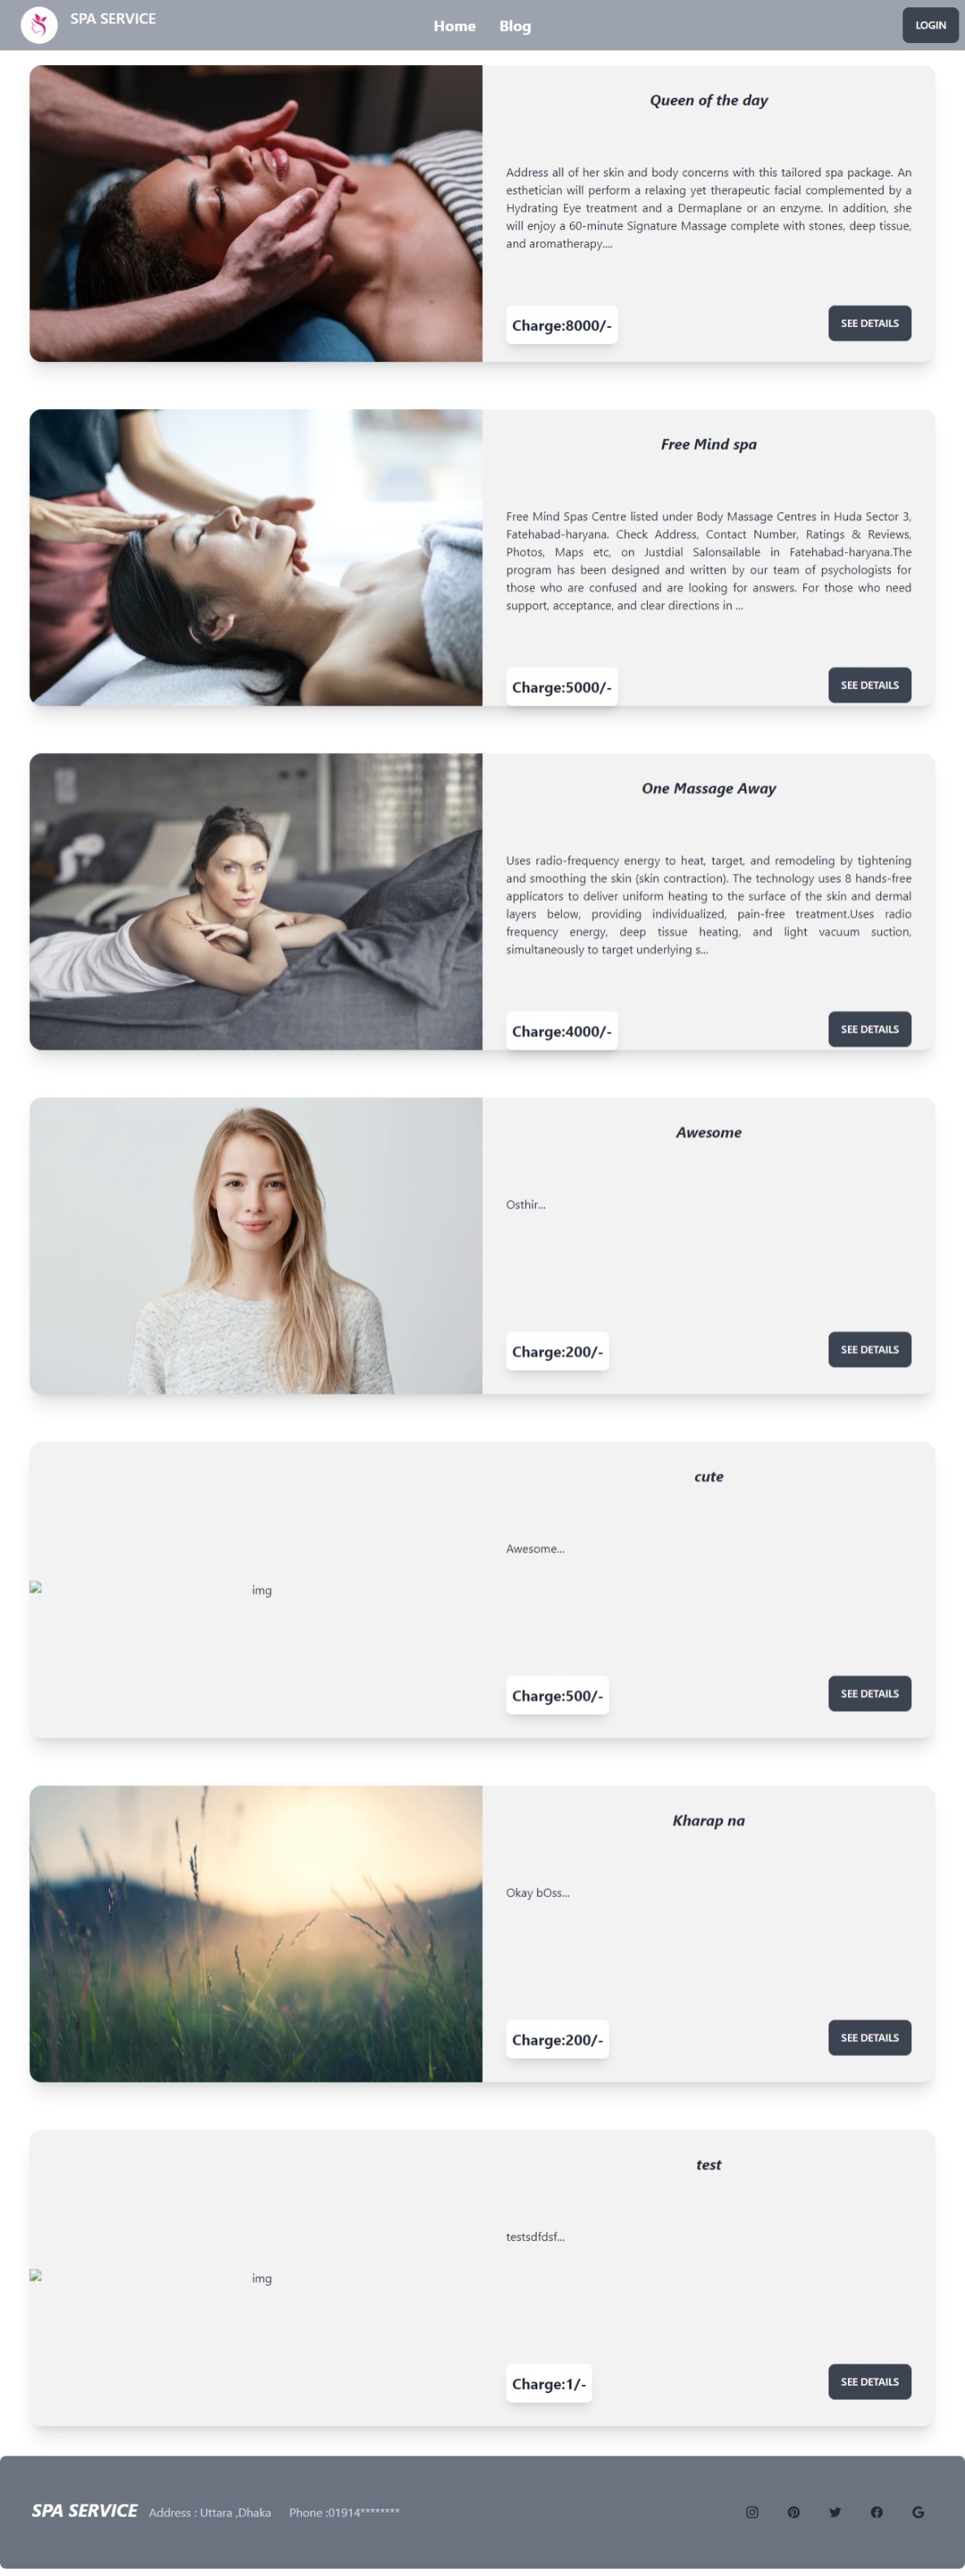 SPA SERVICE
Home Blog
LOGIN
Queen of the day
Address all of her skin and body concerns with this tailored spa package. An
esthetician will perform a relaxing yet therapeutic facial complemented by a
Hydrating Eye treatment and a Dermaplane or an enzyme. In addition, she
will enjoy a 60-minute Signature Massage complete with stones, deep tissue,
and aromatherapy....
Charge:8000/-
SEE DETAILS
Free Mind spa
Free Mind Spas Centre listed under Body Massage Centres in Huda Sector 3,
Fatehabad-haryana. Check Address, Contact Number, Ratings & Reviews,
Photos, Maps etc, on Justdial Salonsailable in Fatehabad-haryana.The
program has been designed and written by our team of psychologists for
those who are confused and are looking for answers. For those who need
support, acceptance, and clear directions in ...
Charge:5000/-
SEE DETAILS
One Massage Away
Uses radio-frequency energy to heat, target, and remodeling by tightening
and smoothing the skin (skin contraction). The technology uses 8 hands-free
applicators to deliver uniform heating to the surface of the skin and dermal
layers below, providing individualized, pain-free treatment.Uses radio
frequency energy, deep tissue heating, and light vacuum suction,
simultaneously to target underlying s...
Charge:4000/-
SEE DETAILS
Awesome
Osthir...
Charge:200/-
SEE DETAILS
cute
img
Awesome...
Charge:500/-
SEE DETAILS
Kharap na
Okay bOss...
Charge:200/-
SEE DETAILS
test
img
testsdfdsf...
Charge:1/-
SEE DETAILS
SPA SERVICE Address : Uttara ,Dhaka Phone :01914********